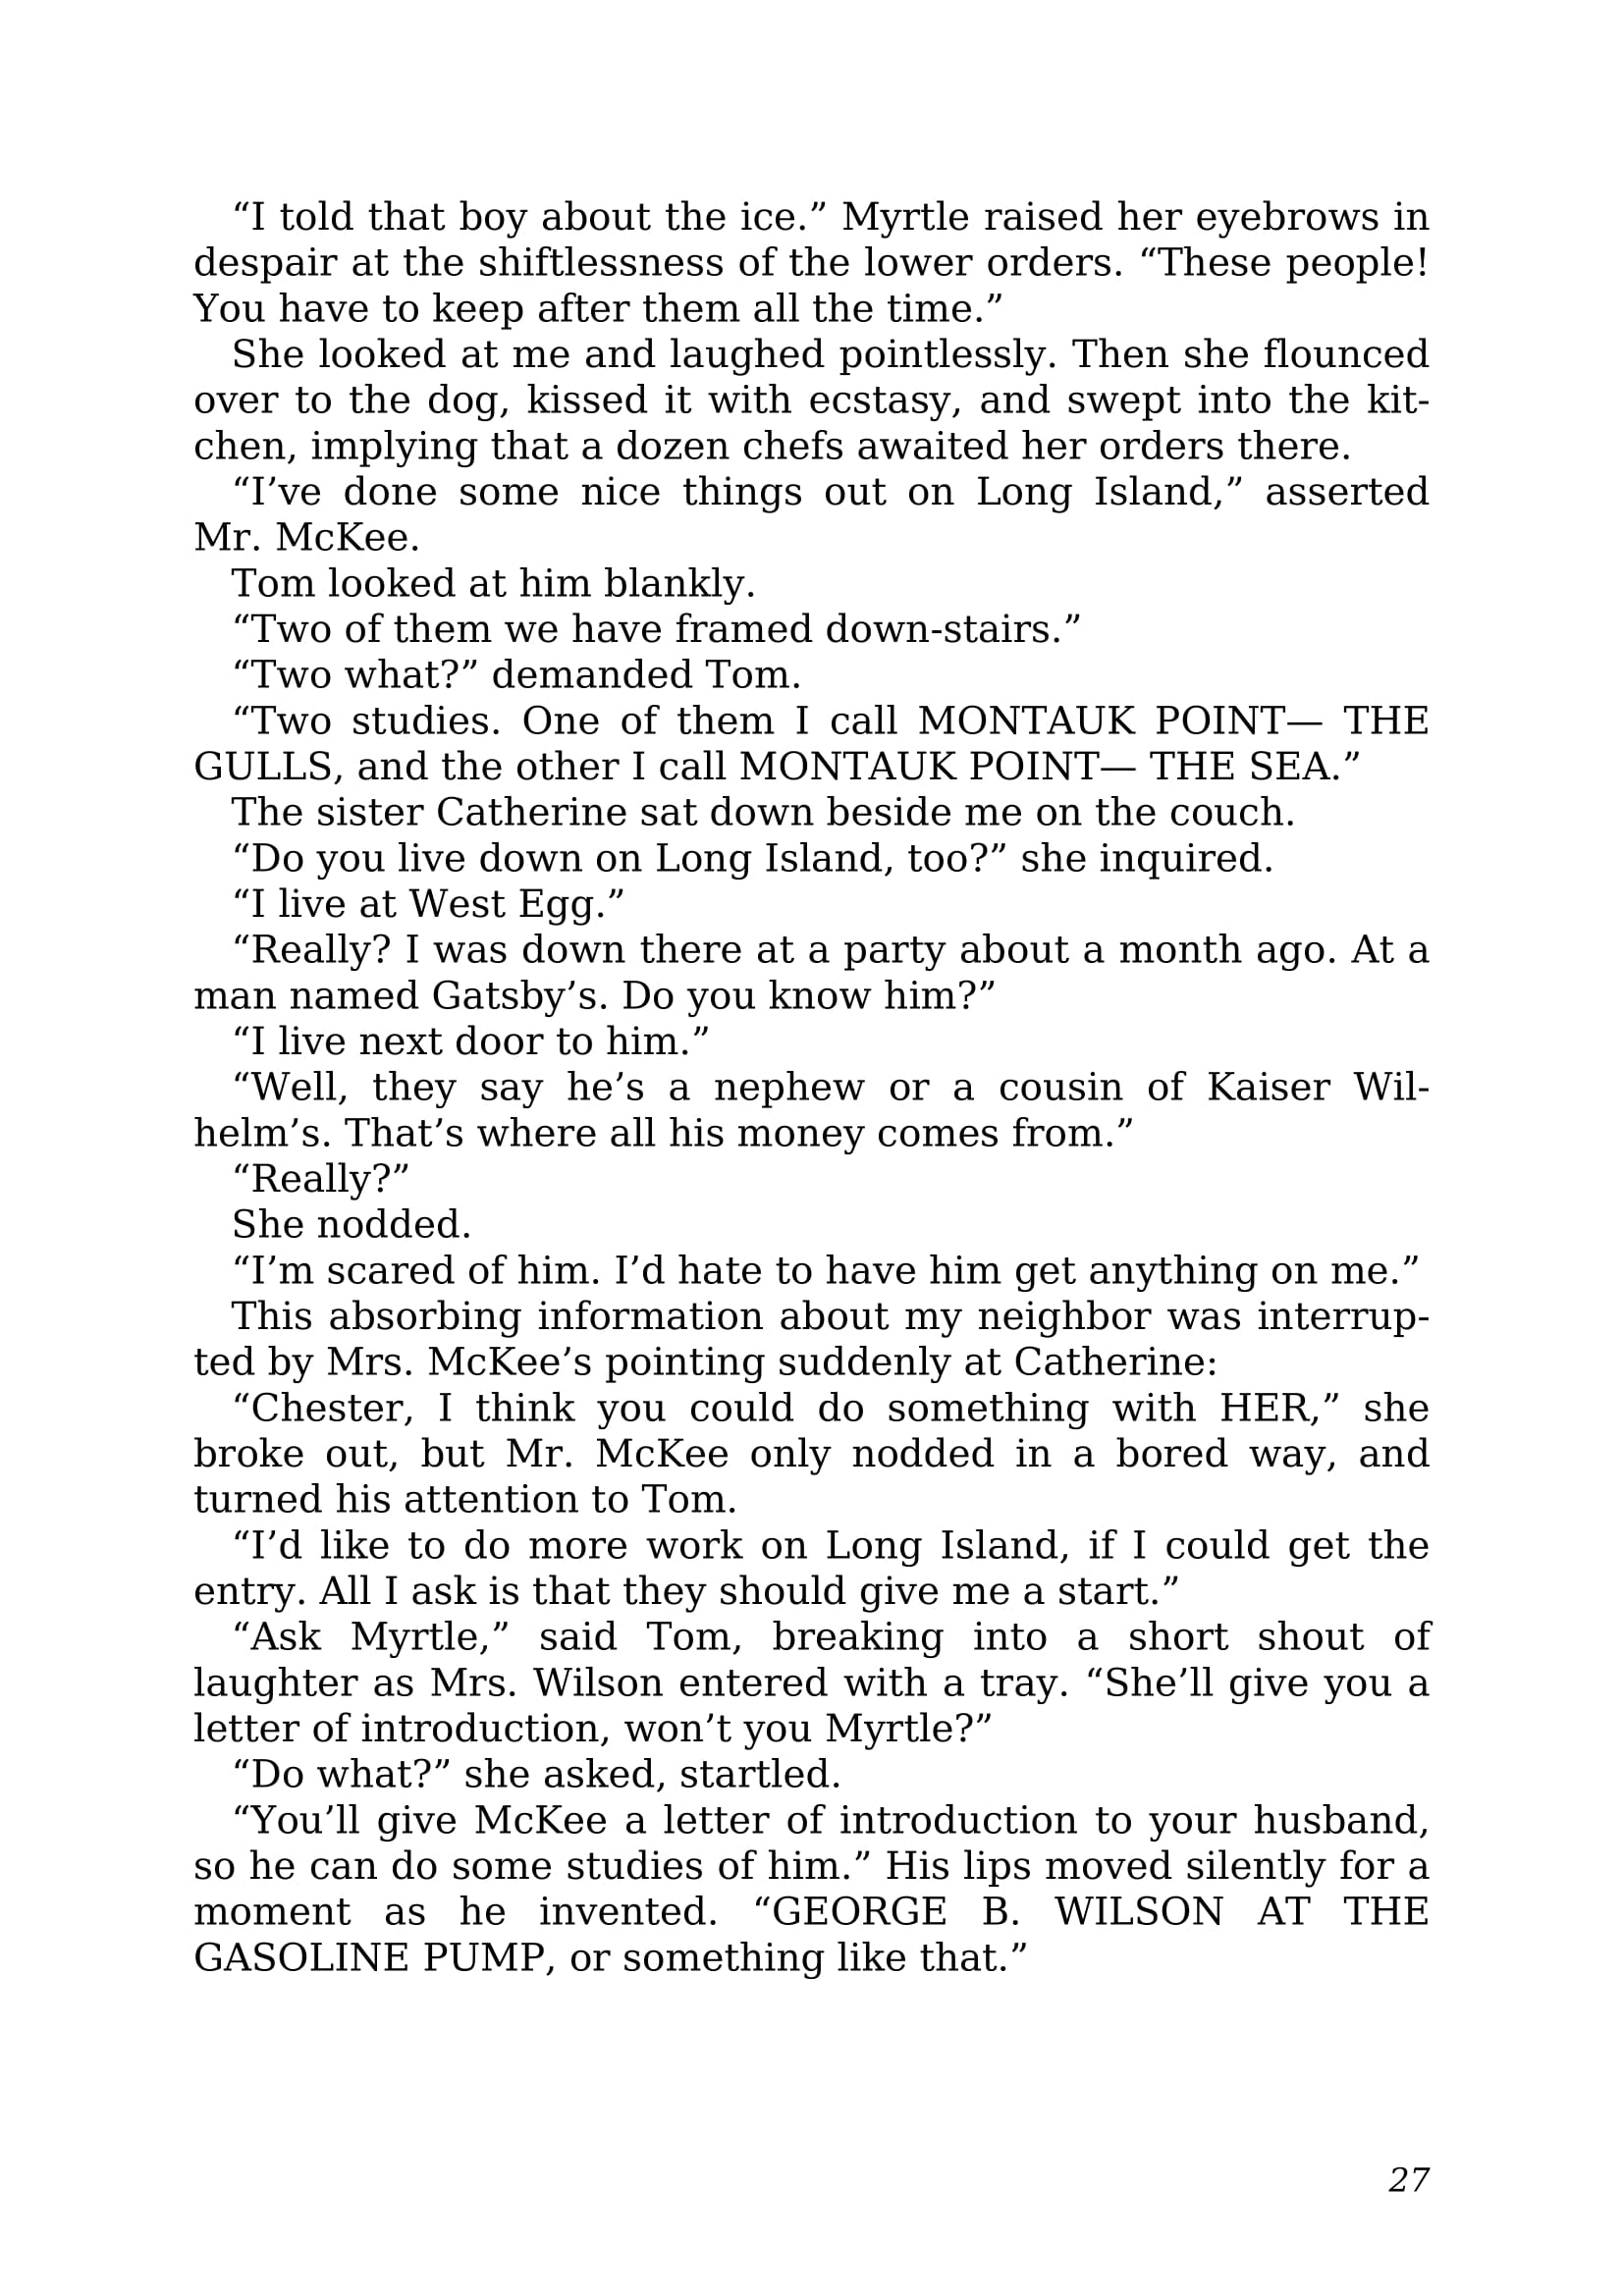 “I told that boy about the ice.” Myrtle raised her eyebrows in
despair at the shiftlessness of the lower orders. “These people!
You have to keep after them all the time.”
She looked at me and laughed pointlessly. Then she flounced
over to the dog, kissed it with ecstasy, and swept into the kit-
chen, implying that a dozen chefs awaited her orders there.
“I’ve done some nice things out on Long Island,” asserted
Mr. McKee.
Tom looked at him blankly.
“Two of them we have framed down-stairs.”
“Two what?” demanded Tom.
“Two studies. One of them I call MONTAUK POINT— THE
GULLS, and the other I call MONTAUK POINT— THE SEA.”
The sister Catherine sat down beside me on the couch.
“Do you live down on Long Island, too?” she inquired.
“I live at West Egg.”
“Really? I was down there at a party about a month ago. At a
man named Gatsby’s. Do you know him?”
“I live next door to him.”
“Well, they say he’s a nephew or a cousin of Kaiser Wil-
helm’s. That’s where all his money comes from.”
“Really?”
She nodded.
“I’m scared of him. I’d hate to have him get anything on me.”
This absorbing information about my neighbor was interrup-
ted by Mrs. McKee’s pointing suddenly at Catherine:
“Chester, I think you could do something with HER,” she
broke out, but Mr. McKee only nodded in a bored way, and
turned his attention to Tom.
“I’d like to do more work on Long Island, if I could get the
entry. All I ask is that they should give me a start.”
“Ask Myrtle,” said Tom, breaking into a short shout of
laughter as Mrs. Wilson entered with a tray. “She’ll give you a
letter of introduction, won’t you Myrtle?”
“Do what?” she asked, startled.
“You’ll give McKee a letter of introduction to your husband,
so he can do some studies of him.” His lips moved silently for a
moment as he invented. “GEORGE B. WILSON AT THE
GASOLINE PUMP, or something like that.”
27